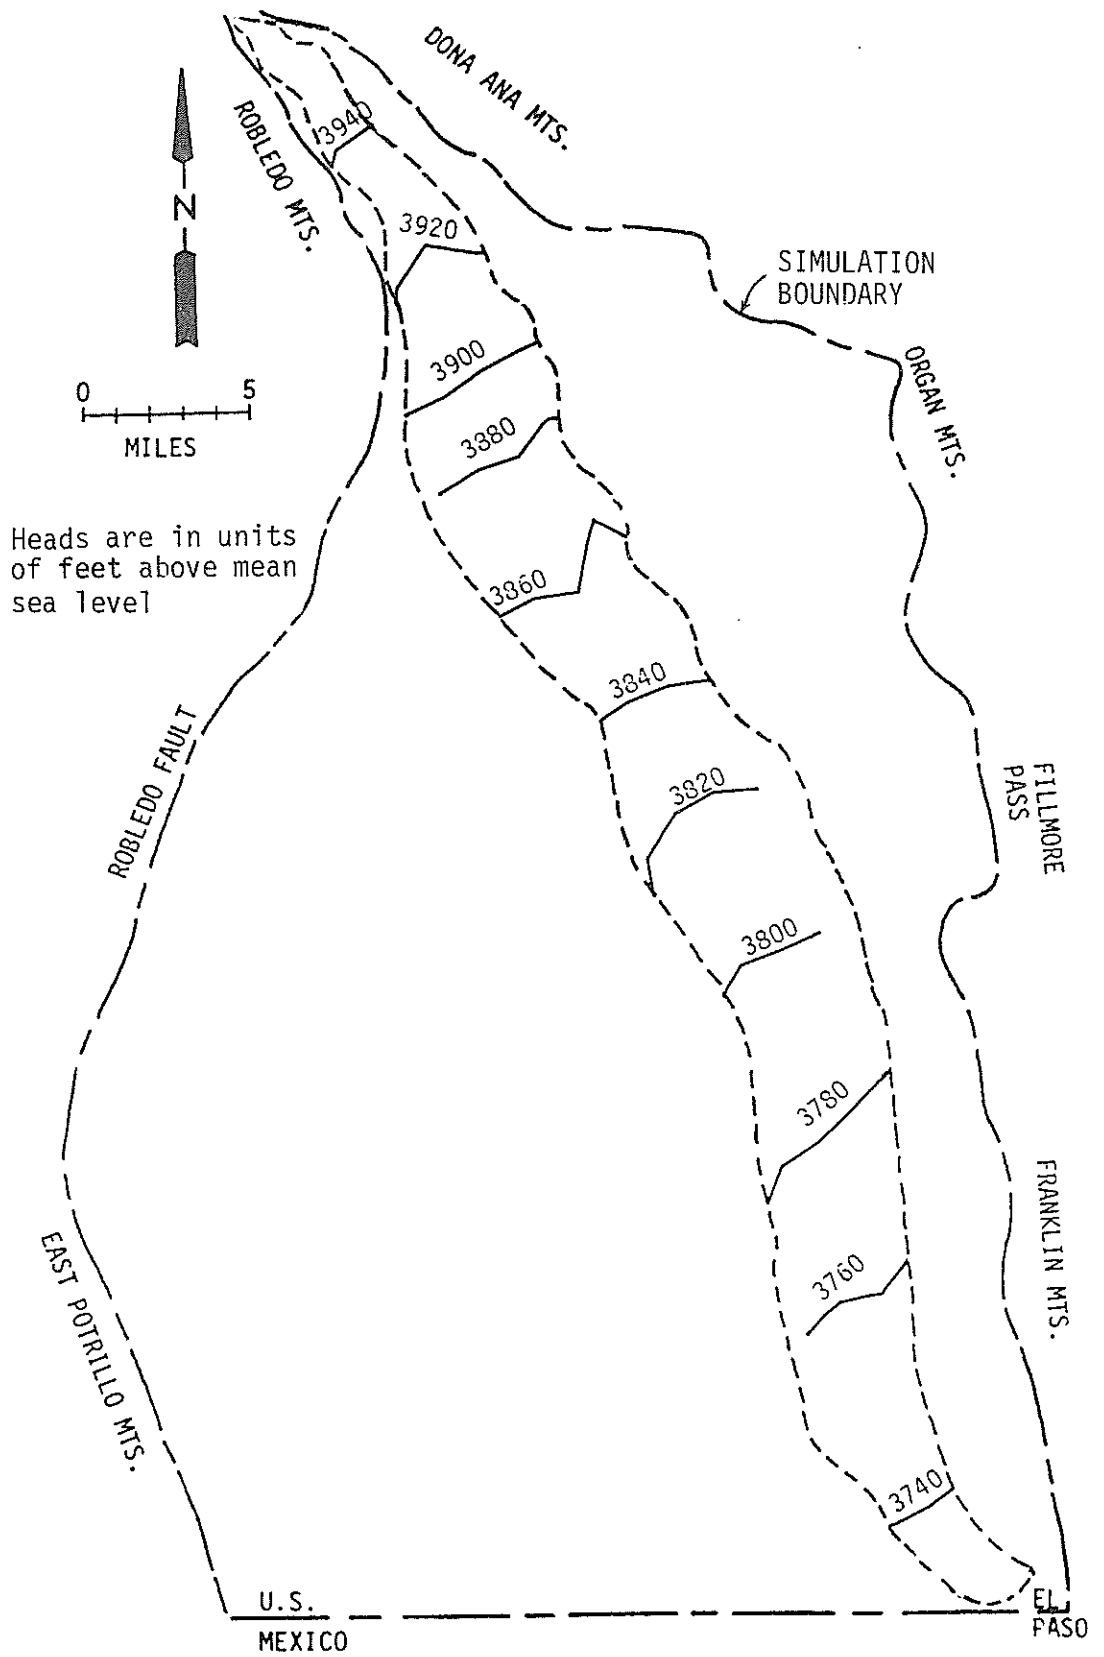 DONA ANA MTS.
ROBLEDO MTS.
N
3940
3920
SIMULATION
BOUNDARY
3900
ORGAN MTS.
0 5
MILES
3880
Heads are in units
of feet above mean
sea level
3860
3840
ROBLEDO FAULT
3820
FILLMORE
PASS
3800
3780
FRANKLIN MTS.
3760
EAST POTRILLO MTS.
3740
U.S.
MEXICO
EL
PASO